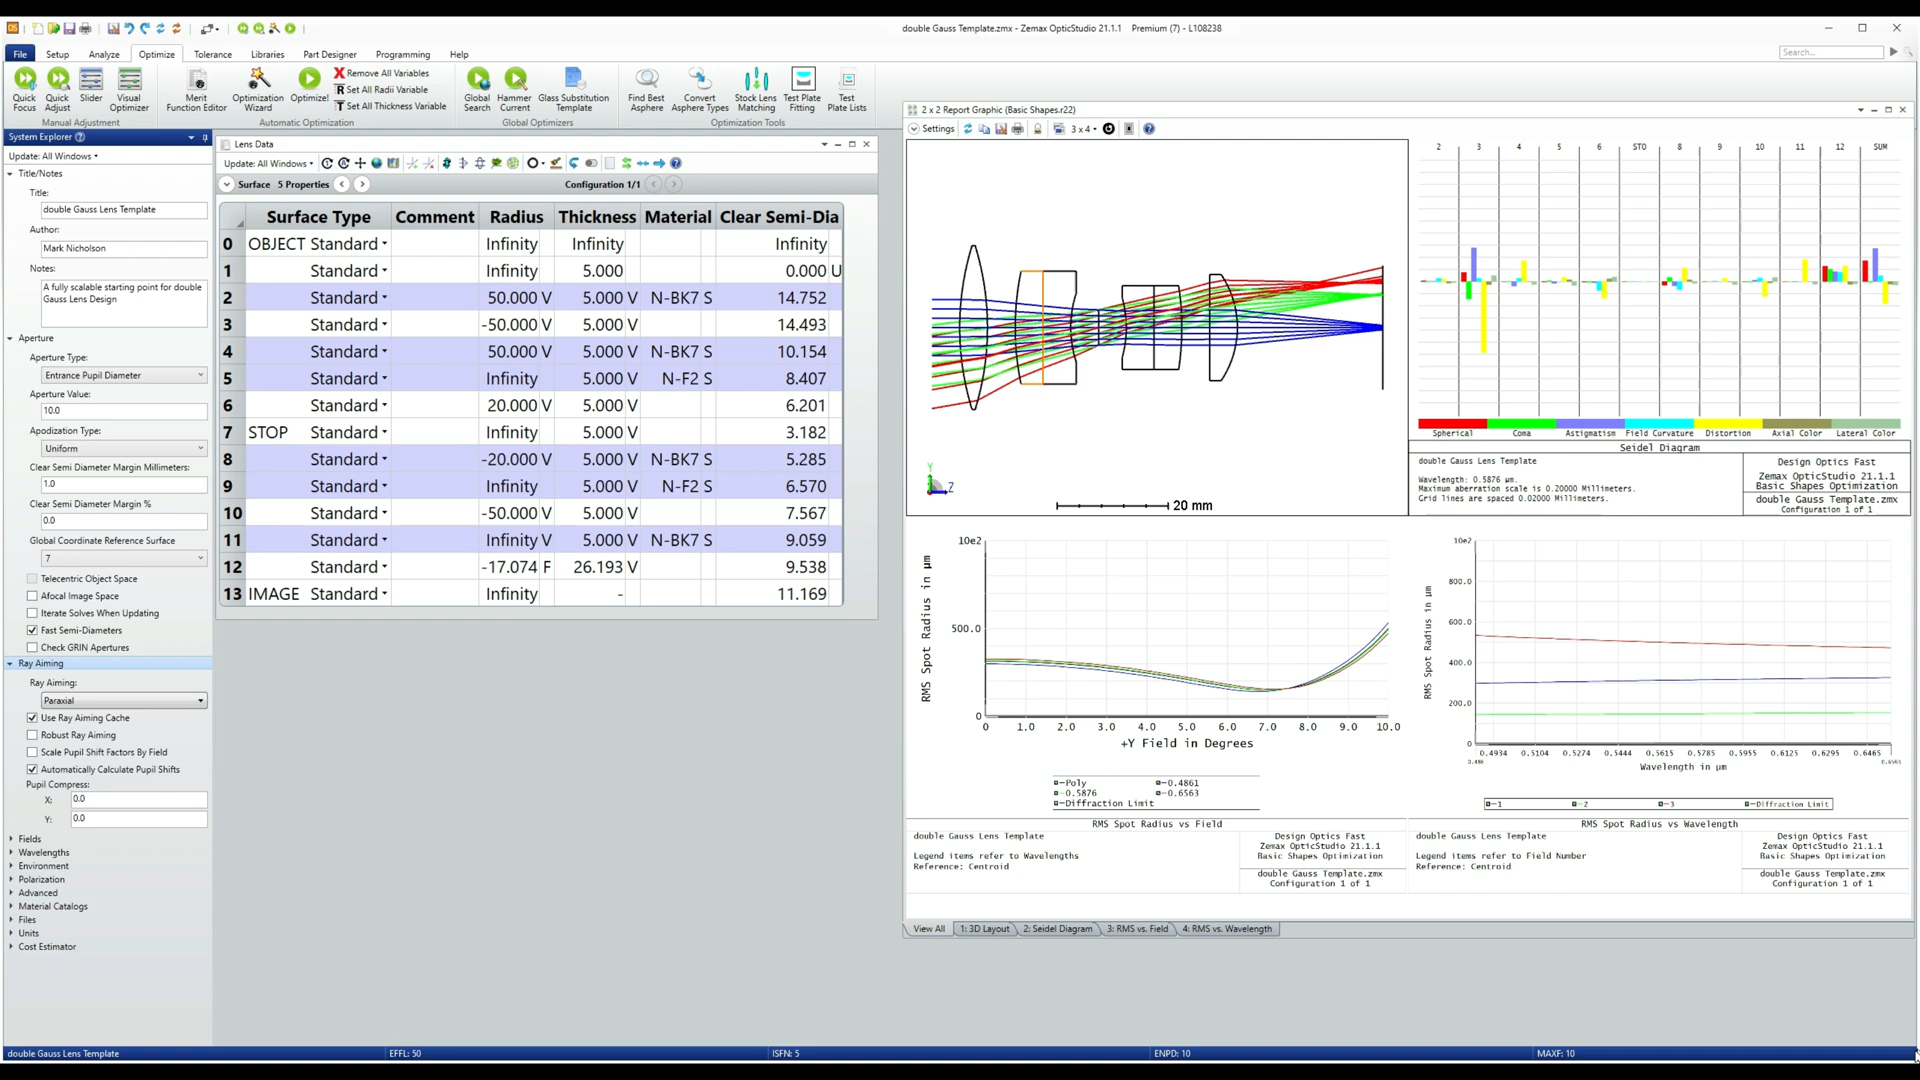 double Gauss Template.zmx - Zemax OpticStudio 21.1.1   Premium (7) - L108238
File Setup Analyze Optimize Tolerance Libraries Part Designer Programming Help
Search...
Quick Focus
Quick Adjust
Slider
Visual Optimizer
Manual Adjustment
Merit Function Editor
Optimization Wizard
Optimize!
Remove All Variables
Set All Radii Variable
Set All Thickness Variable
Automatic Optimization
Global Search
Hammer Current
Glass Substitution Template
Global Optimizers
Find Best Asphere
Convert Asphere Types
Stock Lens Matching
Test Plate Fitting
Test Plate Lists
Optimization Tools
System Explorer
Update: All Windows
Title/Notes
Title:
double Gauss Lens Template
Author:
Mark Nicholson
Notes:
A fully scalable starting point for double
Gauss Lens Design
Aperture
Aperture Type:
Entrance Pupil Diameter
Aperture Value:
10.0
Apodization Type:
Uniform
Clear Semi Diameter Margin Millimeters:
1.0
Clear Semi Diameter Margin %
0.0
Global Coordinate Reference Surface
7
Telecentric Object Space
Afocal Image Space
Iterate Solves When Updating
Fast Semi-Diameters
Check GRIN Apertures
Ray Aiming
Ray Aiming:
Paraxial
Use Ray Aiming Cache
Robust Ray Aiming
Scale Pupil Shift Factors By Field
Automatically Calculate Pupil Shifts
Pupil Compress:
X: 0.0
Y: 0.0
Fields
Wavelengths
Environment
Polarization
Advanced
Material Catalogs
Files
Units
Cost Estimator
Lens Data
Update: All Windows
Surface 5 Properties Configuration 1/1
Surface Type Comment Radius Thickness Material Clear Semi-Dia
0 OBJECT Standard Infinity Infinity Infinity
1 Standard Infinity 5.000 0.000 U
2 Standard 50.000 V 5.000 V N-BK7 S 14.752
3 Standard -50.000 V 5.000 V 14.493
4 Standard 50.000 V 5.000 V N-BK7 S 10.154
5 Standard Infinity 5.000 V N-F2 S 8.407
6 Standard 20.000 V 5.000 V 6.201
7 STOP Standard Infinity 5.000 V 3.182
8 Standard -20.000 V 5.000 V N-BK7 S 5.285
9 Standard Infinity 5.000 V N-F2 S 6.570
10 Standard -50.000 V 5.000 V 7.567
11 Standard Infinity V 5.000 V N-BK7 S 9.059
12 Standard -17.074 F 26.193 V 9.538
13 IMAGE Standard Infinity - 11.169
2 x 2 Report Graphic (Basic Shapes.r22)
Settings 3 x 4
Y
Z
20 mm
2 3 4 5 6 STO 8 9 10 11 12 SUM
Spherical Coma Astigmatism Field Curvature Distortion Axial Color Lateral Color
Seidel Diagram
double Gauss Lens Template
Wavelength: 0.5876 µm.
Maximum aberration scale is 0.20000 Millimeters.
Grid lines are spaced 0.02000 Millimeters.
Design Optics Fast
Zemax OpticStudio 21.1.1
Basic Shapes Optimization
double Gauss Template.zmx
Configuration 1 of 1
10e2
500.0
0
RMS Spot Radius in µm
0 1.0 2.0 3.0 4.0 5.0 6.0 7.0 8.0 9.0 10.0
+Y Field in Degrees
Poly 0.4861
0.5876 0.6563
Diffraction Limit
RMS Spot Radius vs Field
double Gauss Lens Template
Legend items refer to Wavelengths
Reference: Centroid
Design Optics Fast
Zemax OpticStudio 21.1.1
Basic Shapes Optimization
double Gauss Template.zmx
Configuration 1 of 1
10e2
800.0
600.0
400.0
200.0
0
RMS Spot Radius in µm
0.4934 0.5104 0.5274 0.5444 0.5615 0.5785 0.5955 0.6125 0.6295 0.6465
0.486 0.6563
Wavelength in µm
1 2 3 Diffraction Limit
RMS Spot Radius vs Wavelength
double Gauss Lens Template
Legend items refer to Field Number
Reference: Centroid
Design Optics Fast
Zemax OpticStudio 21.1.1
Basic Shapes Optimization
double Gauss Template.zmx
Configuration 1 of 1
View All 1: 3D Layout 2: Seidel Diagram 3: RMS vs. Field 4: RMS vs. Wavelength
double Gauss Lens Template EFFL: 50 ISFN: 5 ENPD: 10 MAXF: 10